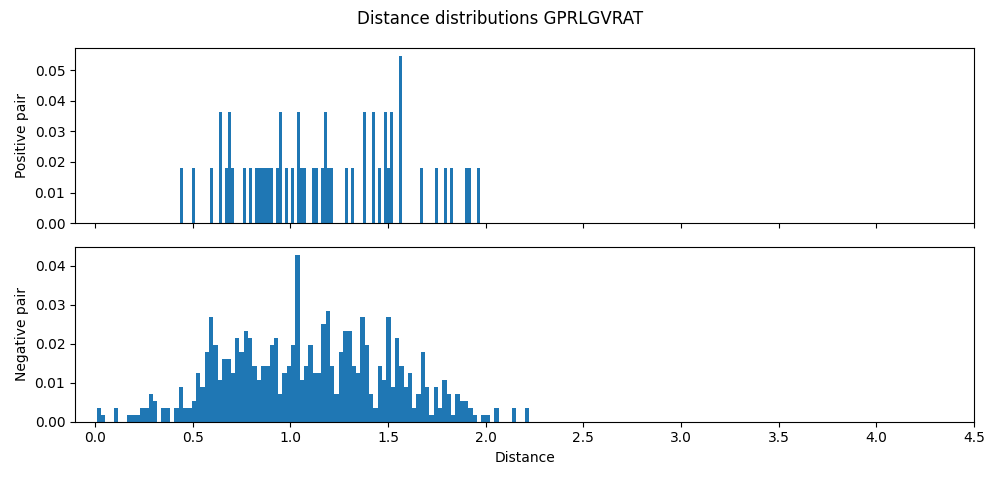 Distance distributions GPRLGVRAT
Positive pair
0.05
0.04
0.03
0.02
0.01
0.00
Negative pair
0.04
0.03
0.02
0.01
0.00
0.0 0.5 1.0 1.5 2.0 2.5 3.0 3.5 4.0 4.5
Distance